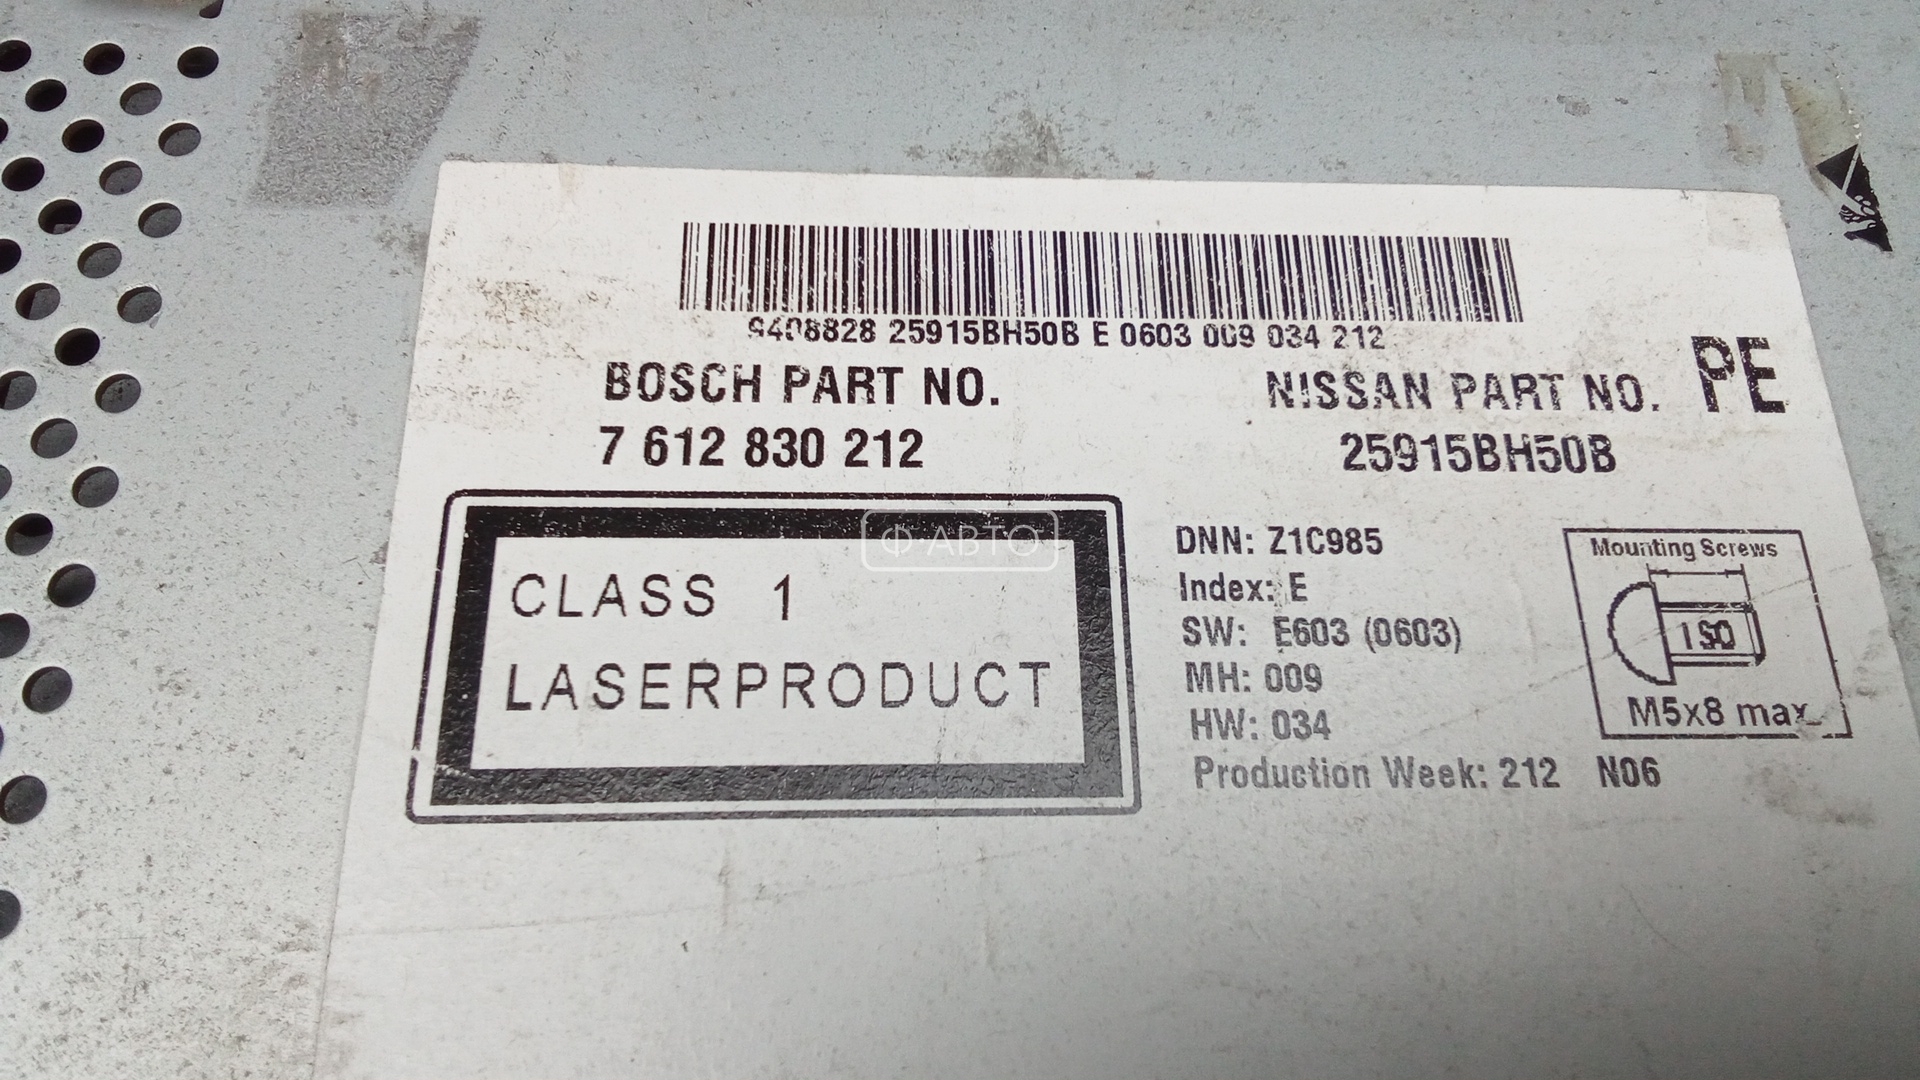 9408828 25915BH50B E 0603 009 034 212
BOSCH PART NO.
7 612 830 212
NISSAN PART NO.
25915BH50B
PE
Ф АВТО
CLASS 1
LASERPRODUCT
DNN: Z1C985
Index: E
SW: E603 (0603)
MH: 009
HW: 034
Production Week: 212 N06
Mounting Screws
ISO
M5x8 max.